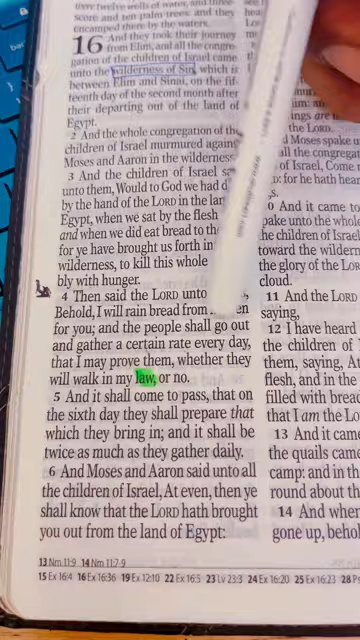 were twelve wells of water, and three-
score and ten palm trees: and they
encamped there by the waters.
16 And they took their journey
from Elim, and all the congre-
gation of the children of Israel came
unto the wilderness of Sin, which is
between Elim and Sinai, on the fif-
teenth day of the second month after
their departing out of the land of
Egypt.
2 And the whole congregation of the
children of Israel murmured again
Moses and Aaron in the wilderness
3 And the children of Israel
unto them, Would to God we had d
by the hand of the LORD in the lan
Egypt, when we sat by the flesh
and when we did eat bread to the
for ye have brought us forth in
wilderness, to kill this whole
bly with hunger.
4 Then said the LORD unto
Behold, I will rain bread from en
for you; and the people shall go out
and gather a certain rate every day,
that I may prove them, whether they
will walk in my law, or no.
5 And it shall come to pass, that on
the sixth day they shall prepare that
which they bring in; and it shall be
twice as much as they gather daily.
6 And Moses and Aaron said unto all
the children of Israel, At even, then ye
shall know that the LORD hath brought
you out from the land of Egypt:
the LORD.
Moses spake u
all the congregat
of Israel, Come
for he hath hear
0 And it came to
pake unto the whole
he children of Israel
toward the wildern
the glory of the LOR
cloud.
11 And the LORD
saying,
12 I have heard
the children of I
them, saying, At
flesh, and in the
filled with bread
that I am the LO
13 And it cam
the quails came
camp: and in the
round about th
14 And when
gone up, behol
13 Nm 11:9 14 Nm 11:7-9
15 Ex 16:4 16 Ex 16:36 19 Ex 12:10 22 Ex 16:5 23 Lv 23:3 24 Ex 16:20 25 Ex 16:23 28 Ps